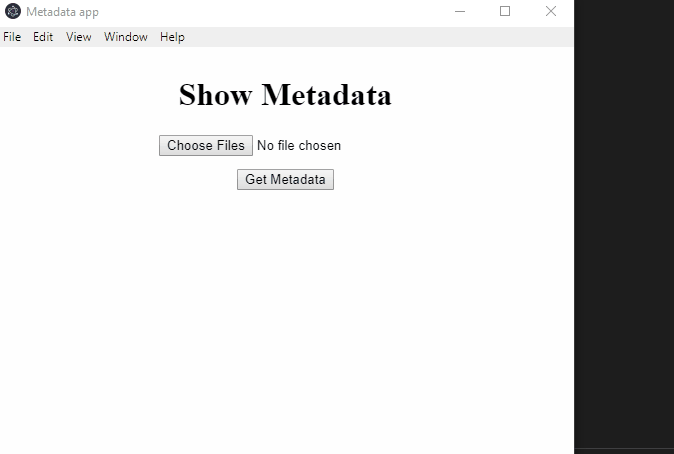 Metadata app
File Edit View Window Help
Show Metadata
Choose Files No file chosen
Get Metadata